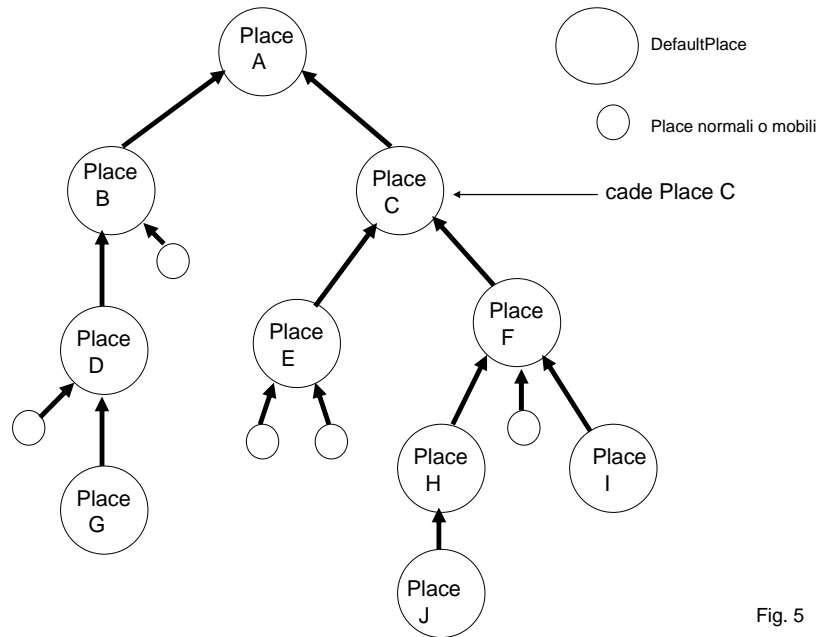 Place
A
DefaultPlace
Place normali o mobili
Place
B
Place
C
cade Place C
Place
D
Place
E
Place
F
Place
G
Place
H
Place
I
Place
J
Fig. 5